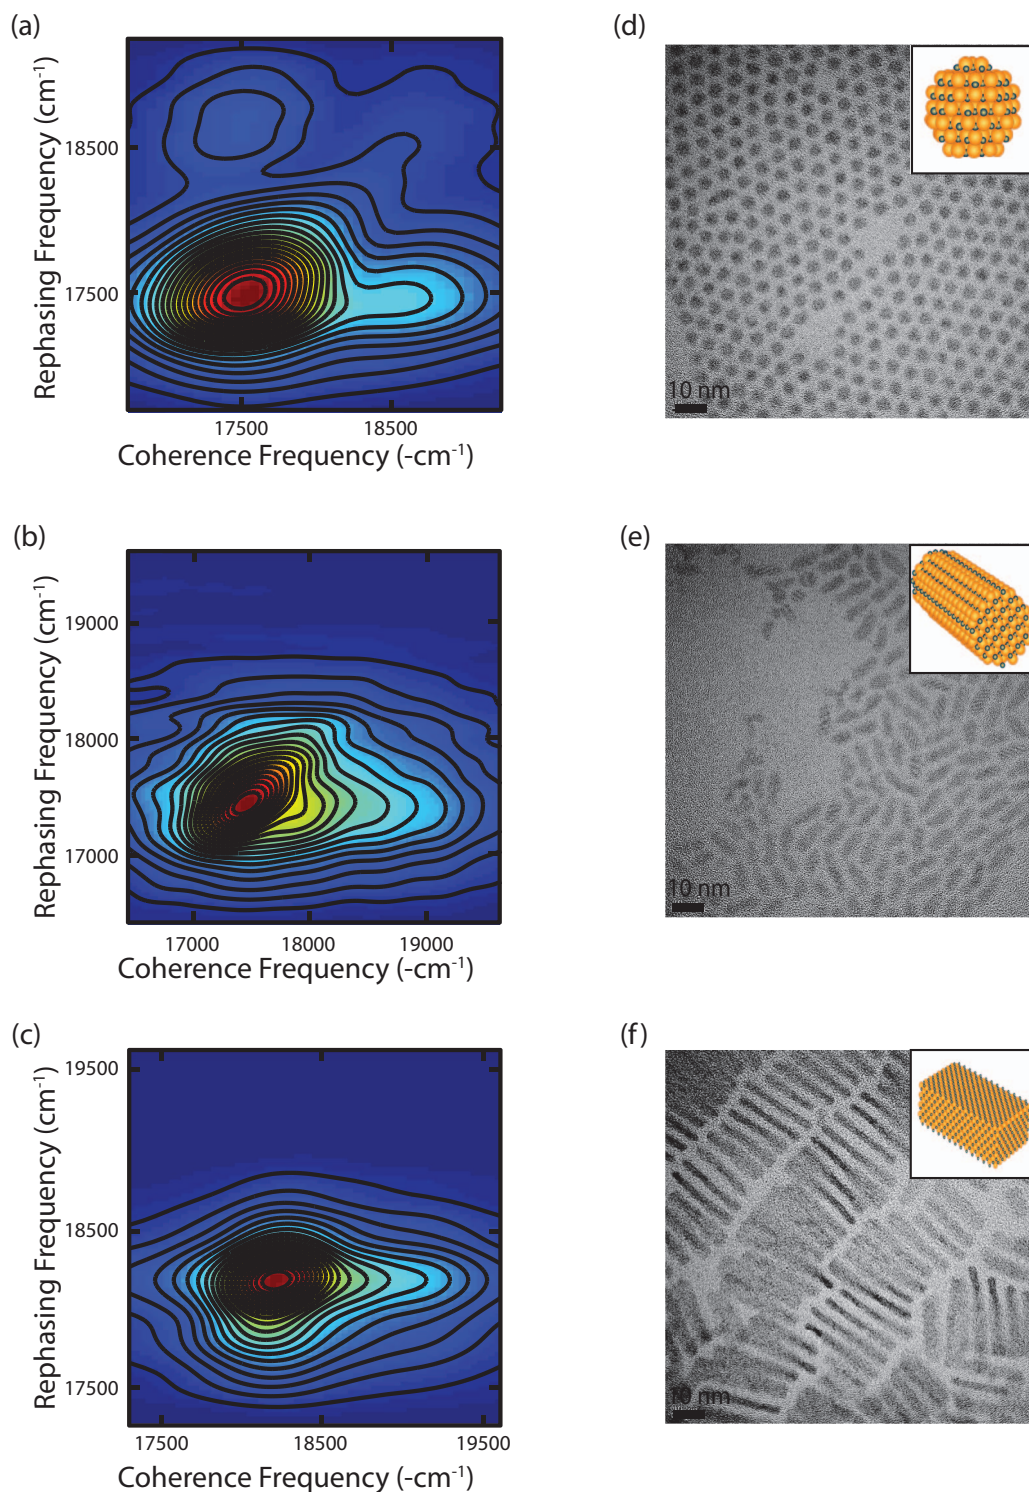 (a)
Rephasing Frequency (cm⁻¹)
18500
17500
17500 18500
Coherence Frequency (-cm⁻¹)
(d)
10 nm
(b)
Rephasing Frequency (cm⁻¹)
19000
18000
17000
17000 18000 19000
Coherence Frequency (-cm⁻¹)
(e)
10 nm
(c)
Rephasing Frequency (cm⁻¹)
19500
18500
17500
17500 18500 19500
Coherence Frequency (-cm⁻¹)
(f)
10 nm